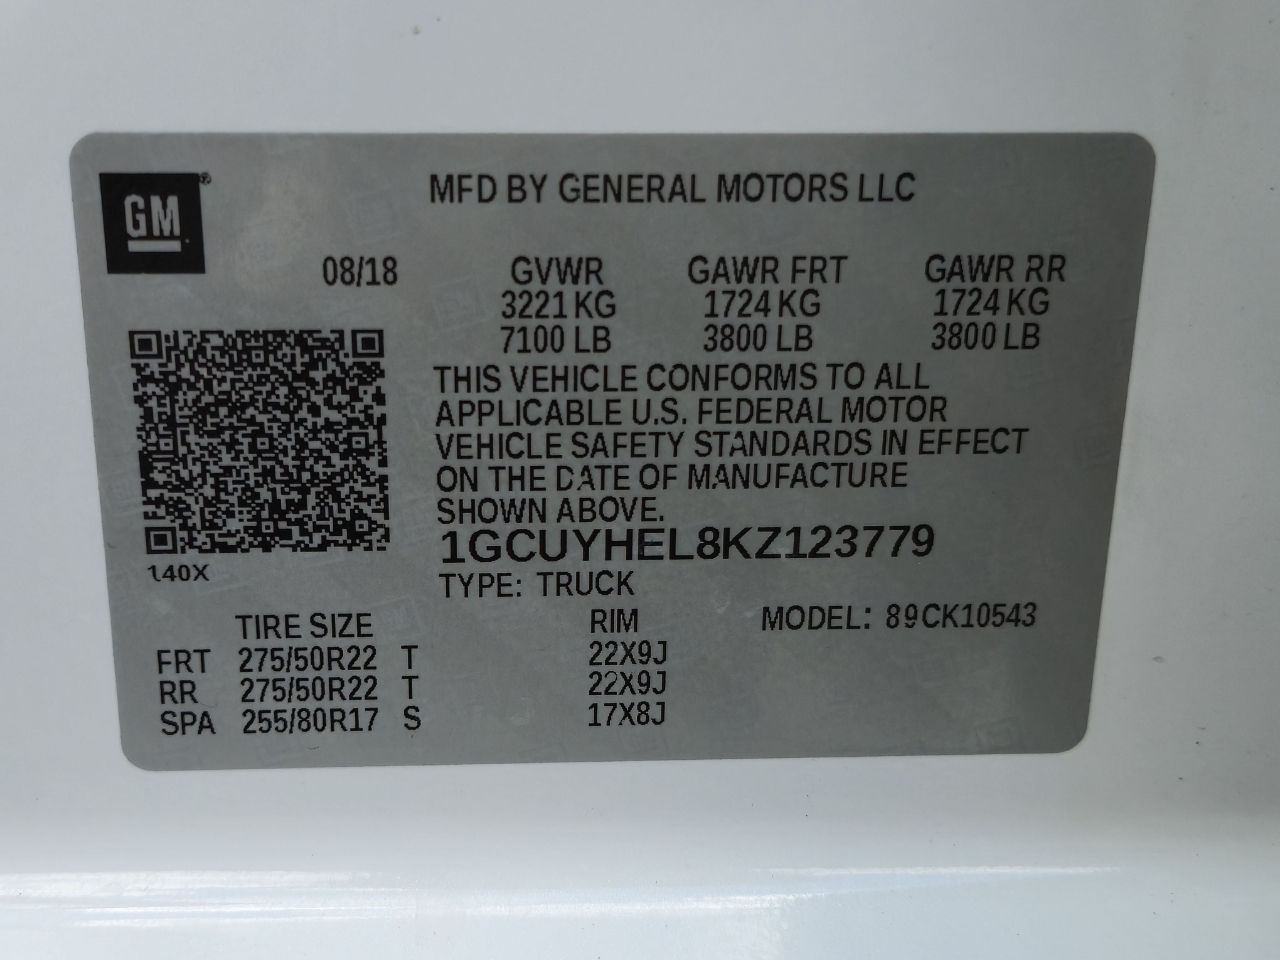 GM ®
MFD BY GENERAL MOTORS LLC
08/18 GVWR GAWR FRT GAWR RR
3221 KG 1724 KG 1724 KG
7100 LB 3800 LB 3800 LB
THIS VEHICLE CONFORMS TO ALL
APPLICABLE U.S. FEDERAL MOTOR
VEHICLE SAFETY STANDARDS IN EFFECT
ON THE DATE OF MANUFACTURE
SHOWN ABOVE.
1GCUYHEL8KZ123779
140X
TYPE: TRUCK
TIRE SIZE RIM MODEL: 89CK10543
FRT 275/50R22 T 22X9J
RR 275/50R22 T 22X9J
SPA 255/80R17 S 17X8J